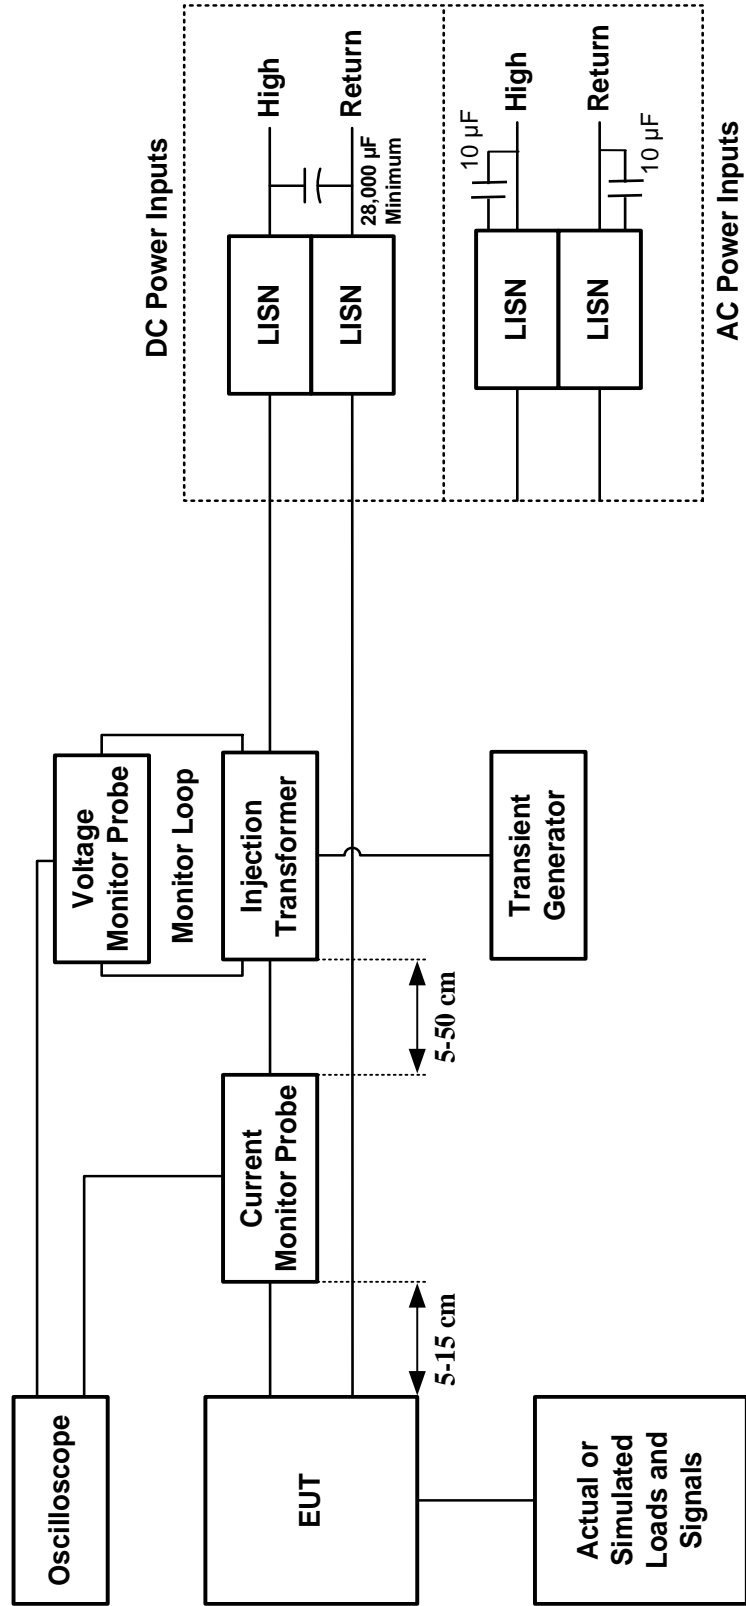 Oscilloscope
Voltage
Monitor Probe
Monitor Loop
DC Power Inputs
EUT
Current
Monitor Probe
Injection
Transformer
LISN
LISN
High
Return
28,000 µF
Minimum
5-15 cm
5-50 cm
Actual or
Simulated
Loads and
Signals
Transient
Generator
LISN
LISN
10 µF
High
Return
10 µF
AC Power Inputs